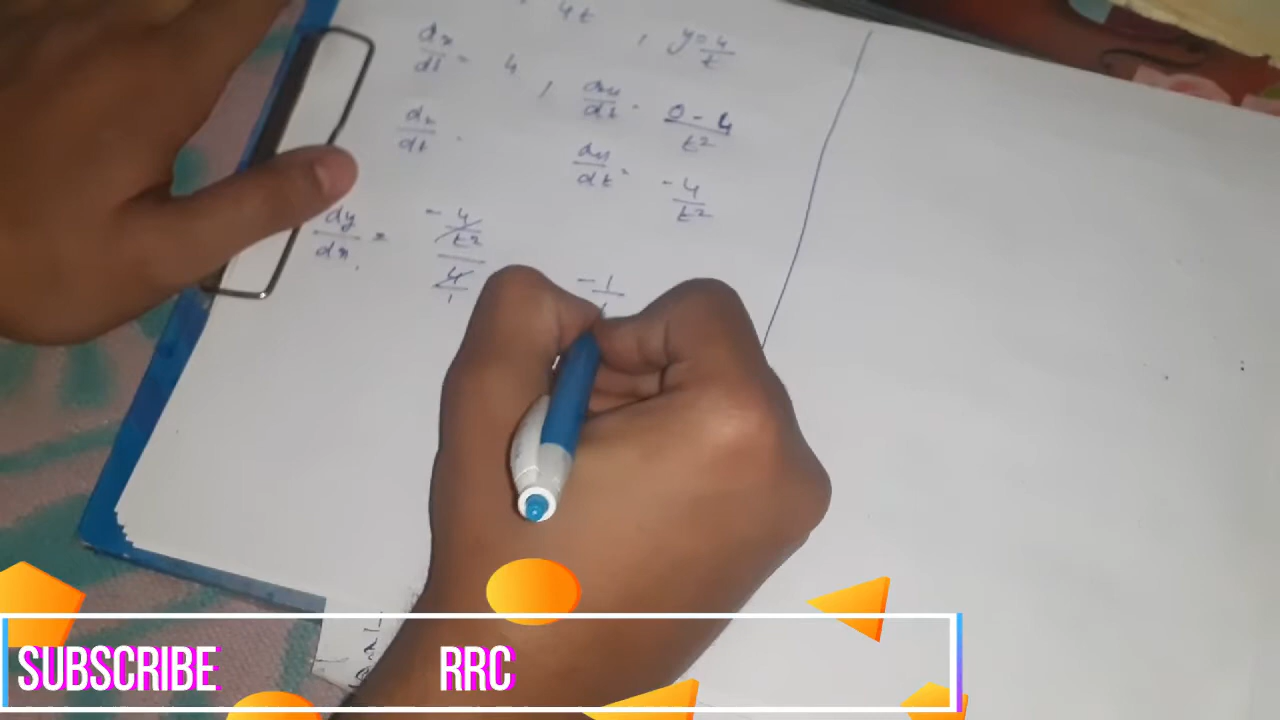 4t , y = 4/t
dx/dt = 4 , dy/dt = 0 - 4/t²
dx/dt = dy/dt = -4/t²
dy/dx = -4/t² / 4/1 -1/
SUBSCRIBE RRC